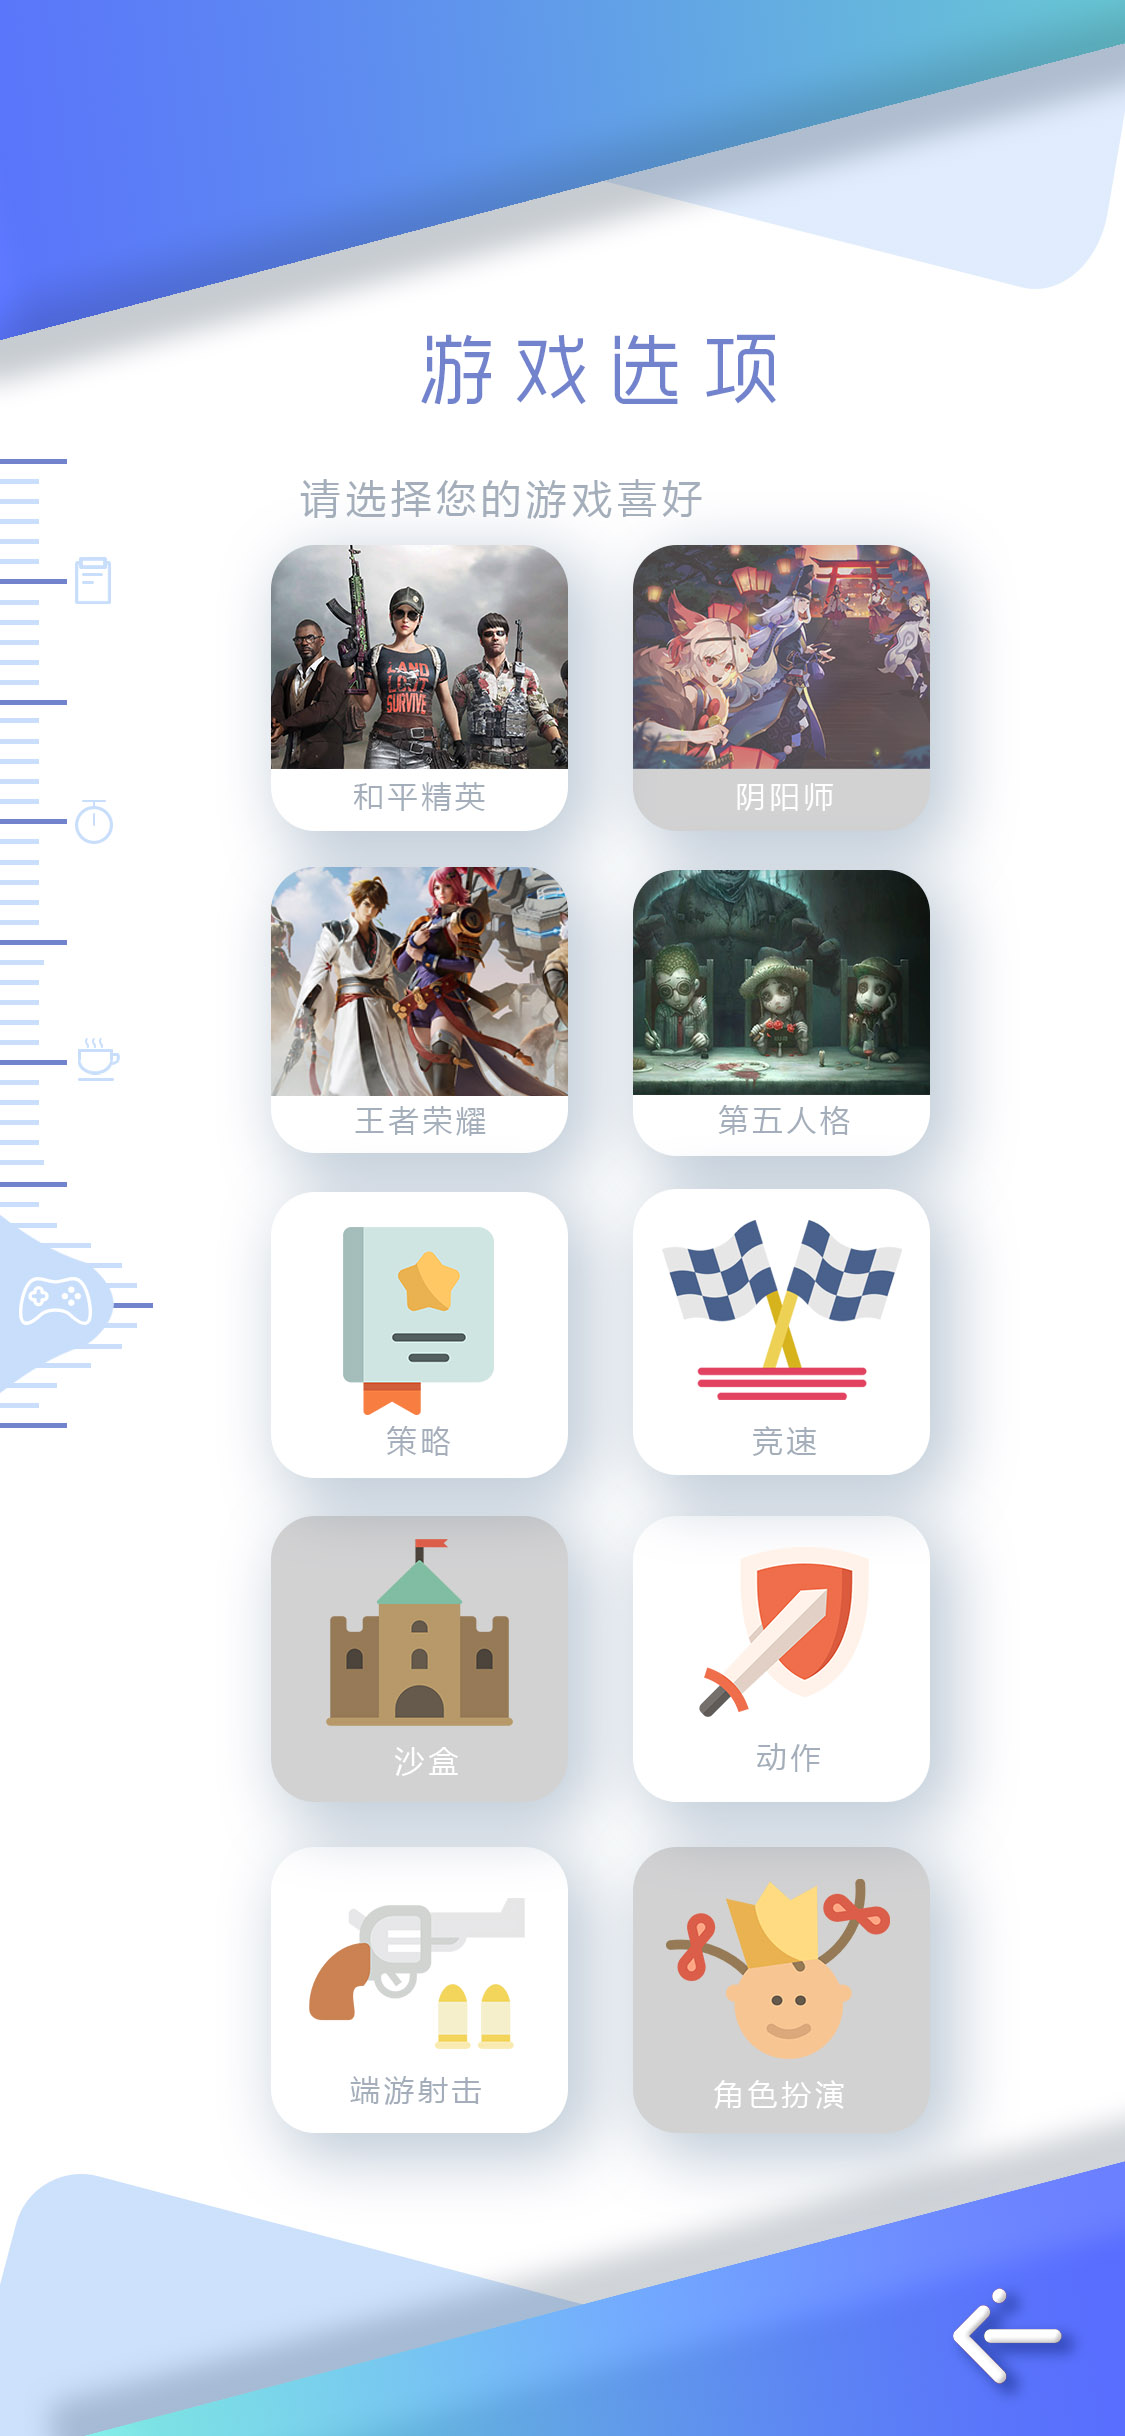 游戏选项
请选择您的游戏喜好
LAND
LOST
SURVIVE
和平精英
阴阳师
王者荣耀
第五人格
策略
竞速
沙盒
动作
端游射击
角色扮演